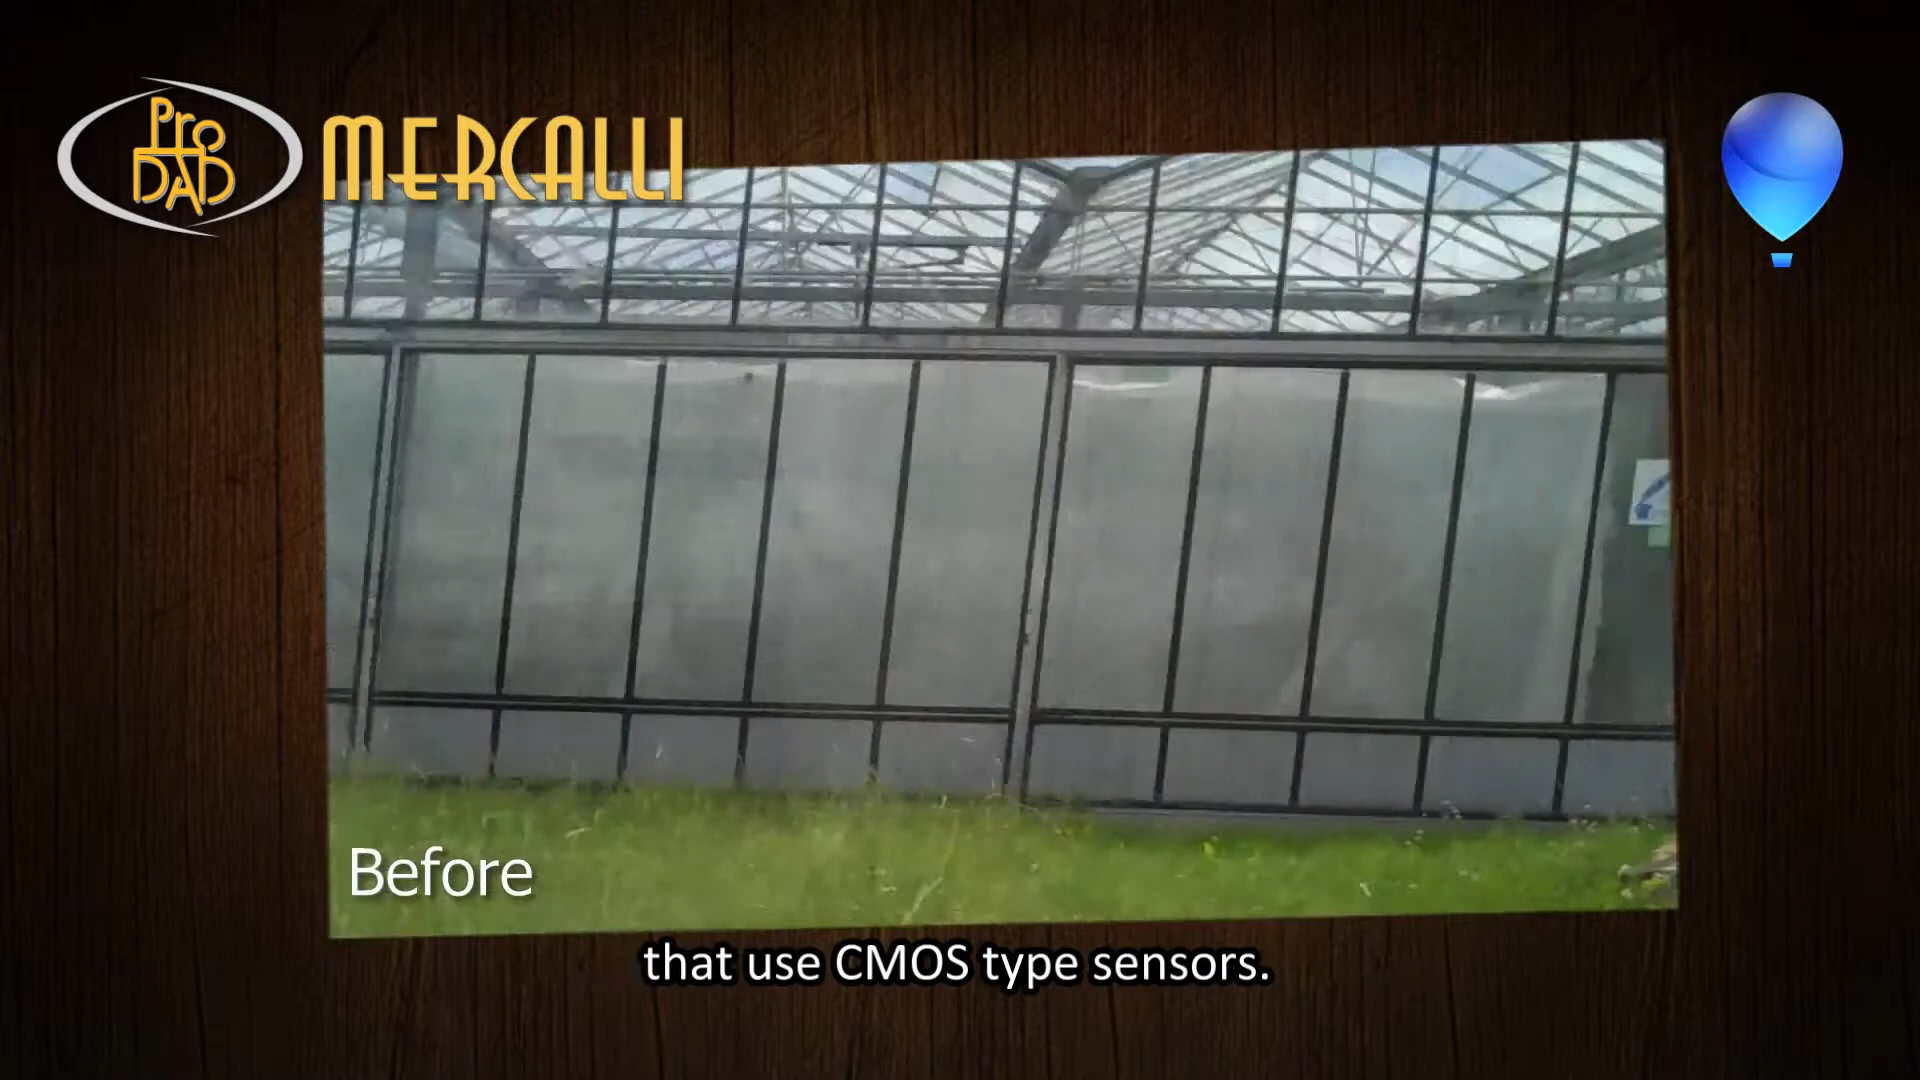 ProDAD
MERCALLI
Before
that use CMOS type sensors.